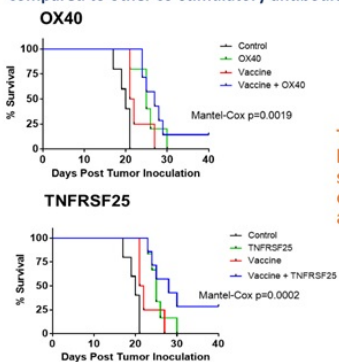 OX40
100
75
50
25
0
% Survival
0 10 20 30 40
Days Post Tumor Inoculation
Control
OX40
Vaccine
Vaccine + OX40
Mantel-Cox p=0.0019
TNFRSF25
100
75
50
25
0
% Survival
0 10 20 30 40
Days Post Tumor Inoculation
Control
TNFRSF25
Vaccine
Vaccine + TNFRSF25
Mantel-Cox p=0.0002